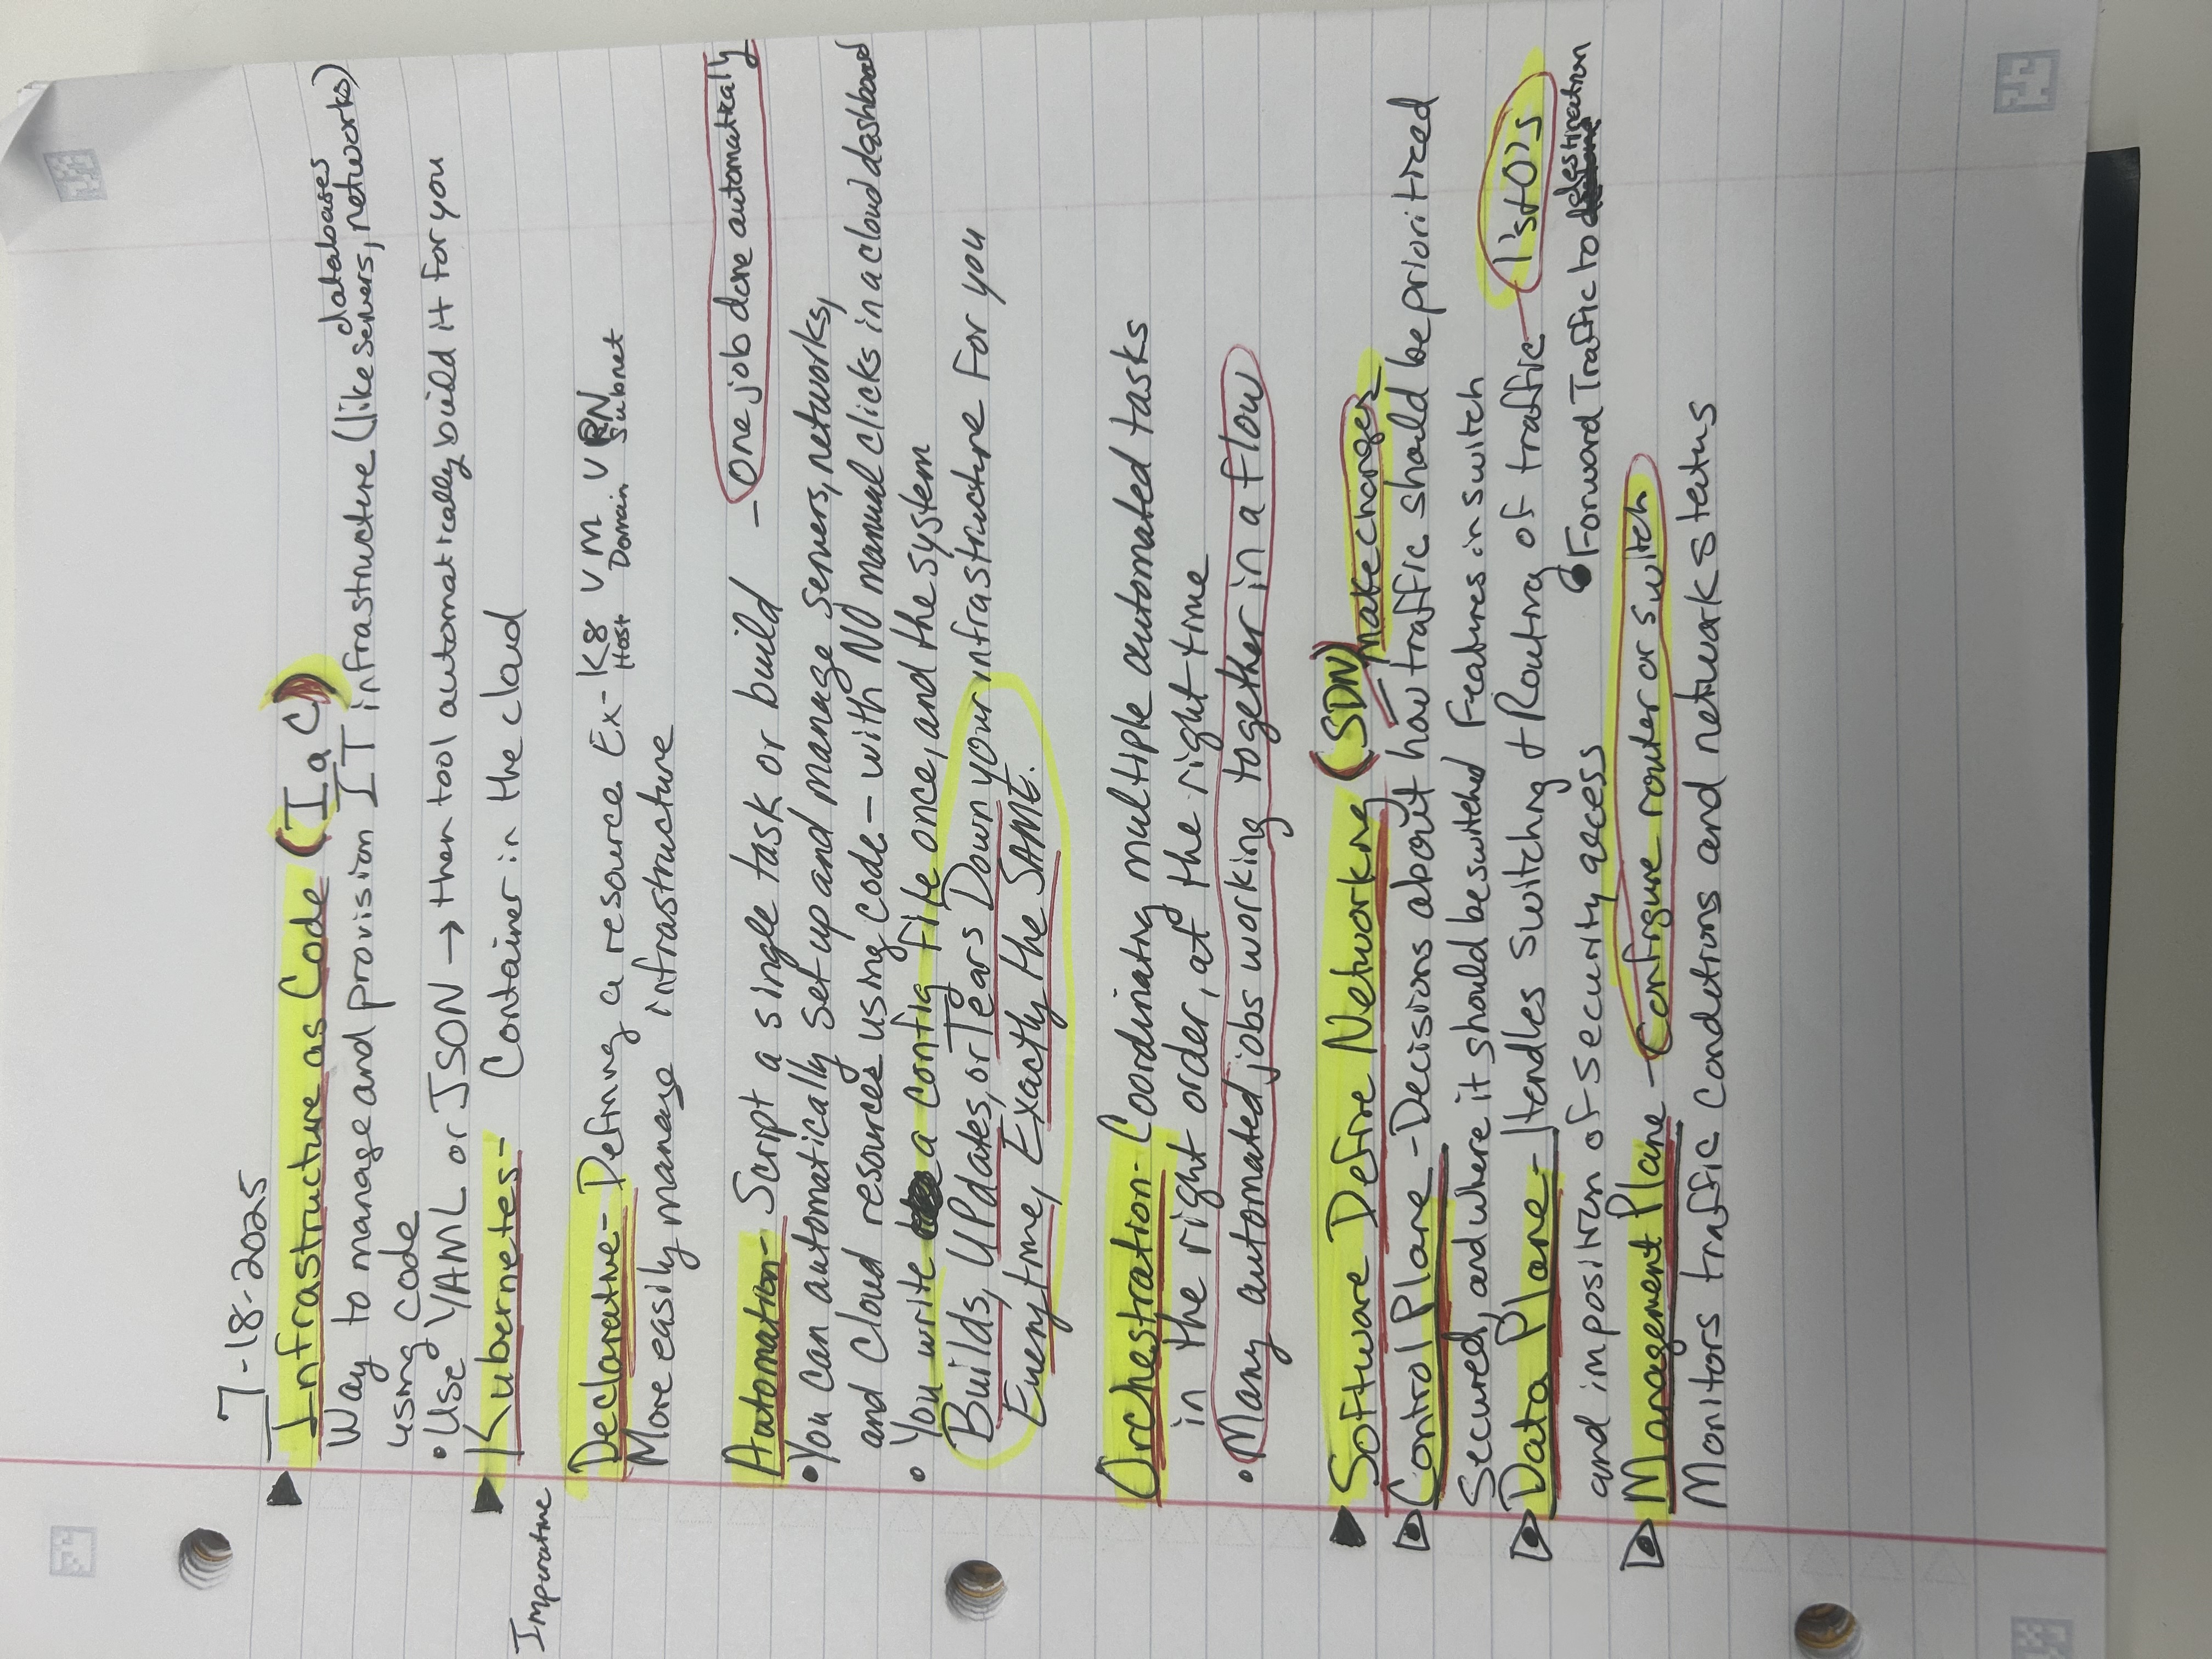 7-18-2025
Infrastructure as Code (IaC)
databases
Way to manage and provision IT infrastructure (like servers, networks)
using code
• Use YAML or JSON → then tool automatically build it for you
Kubernetes- Container in the cloud
Imperative
Declarative- Defining a resource Ex- K8 VM
Host Domain Subnet
More easily manage infrastructure
Automation- Script a single task or build - One job done automatically
• You can automatically set up and manage servers, networks,
and cloud resources using code - with NO manual clicks in a cloud dashboard
• You write a config file once, and the system
Builds, UPdates, or Tears Down your infrastructure For you
Everytime, Exactly the SAME.
Orchestration- Coordinating multiple automated tasks
in the right order, at the right time
• Many automated jobs working together in a flow
Software Define Networking (SDN)
make changes
Control Plane - Decisions about how traffic should be prioritized
Secured, and where it should be switched Features in switch
Data Plane - Handles Switching + Routing of traffic - 1's+0's
and imposition of security access • Forward Traffic to destination
Management Plane - Configure router or switch
Monitors traffic conditions and network status